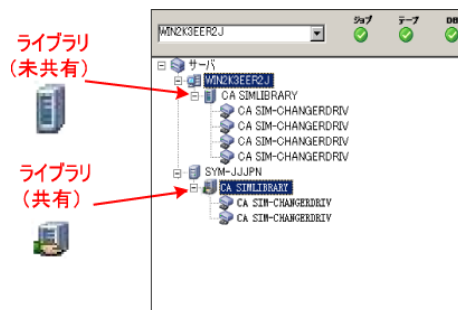 ライブラリ
(未共有)
ライブラリ
(共有)
WIN2K3EER2J
ジョブ
テープ
サーバ
WIN2K3EER2J
CA SIMLIBRARY
CA SIM-CHANGERDRIV
CA SIM-CHANGERDRIV
CA SIM-CHANGERDRIV
CA SIM-CHANGERDRIV
SYM-JJJPN
CA SIMLIBRARY
CA SIM-CHANGERDRIV
CA SIM-CHANGERDRIV